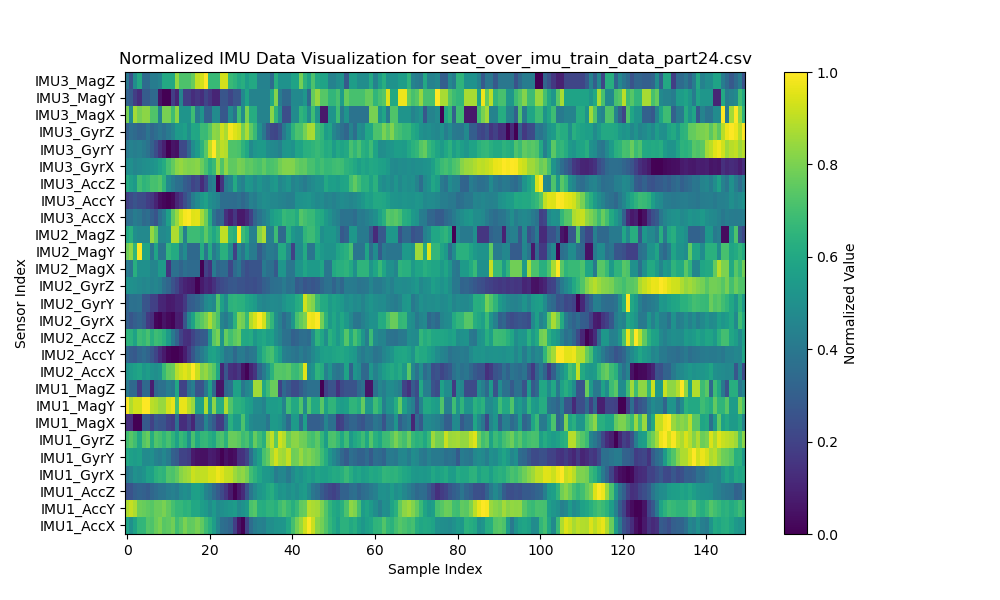 Normalized IMU Data Visualization for seat_over_imu_train_data_part24.csv
IMU3_MagZ
IMU3_MagY
IMU3_MagX
IMU3_GyrZ
IMU3_GyrY
IMU3_GyrX
IMU3_AccZ
IMU3_AccY
IMU3_AccX
IMU2_MagZ
IMU2_MagY
IMU2_MagX
IMU2_GyrZ
IMU2_GyrY
IMU2_GyrX
IMU2_AccZ
IMU2_AccY
IMU2_AccX
IMU1_MagZ
IMU1_MagY
IMU1_MagX
IMU1_GyrZ
IMU1_GyrY
IMU1_GyrX
IMU1_AccZ
IMU1_AccY
IMU1_AccX
Sensor Index
0 20 40 60 80 100 120 140
Sample Index
1.0
0.8
0.6
0.4
0.2
0.0
Normalized Value